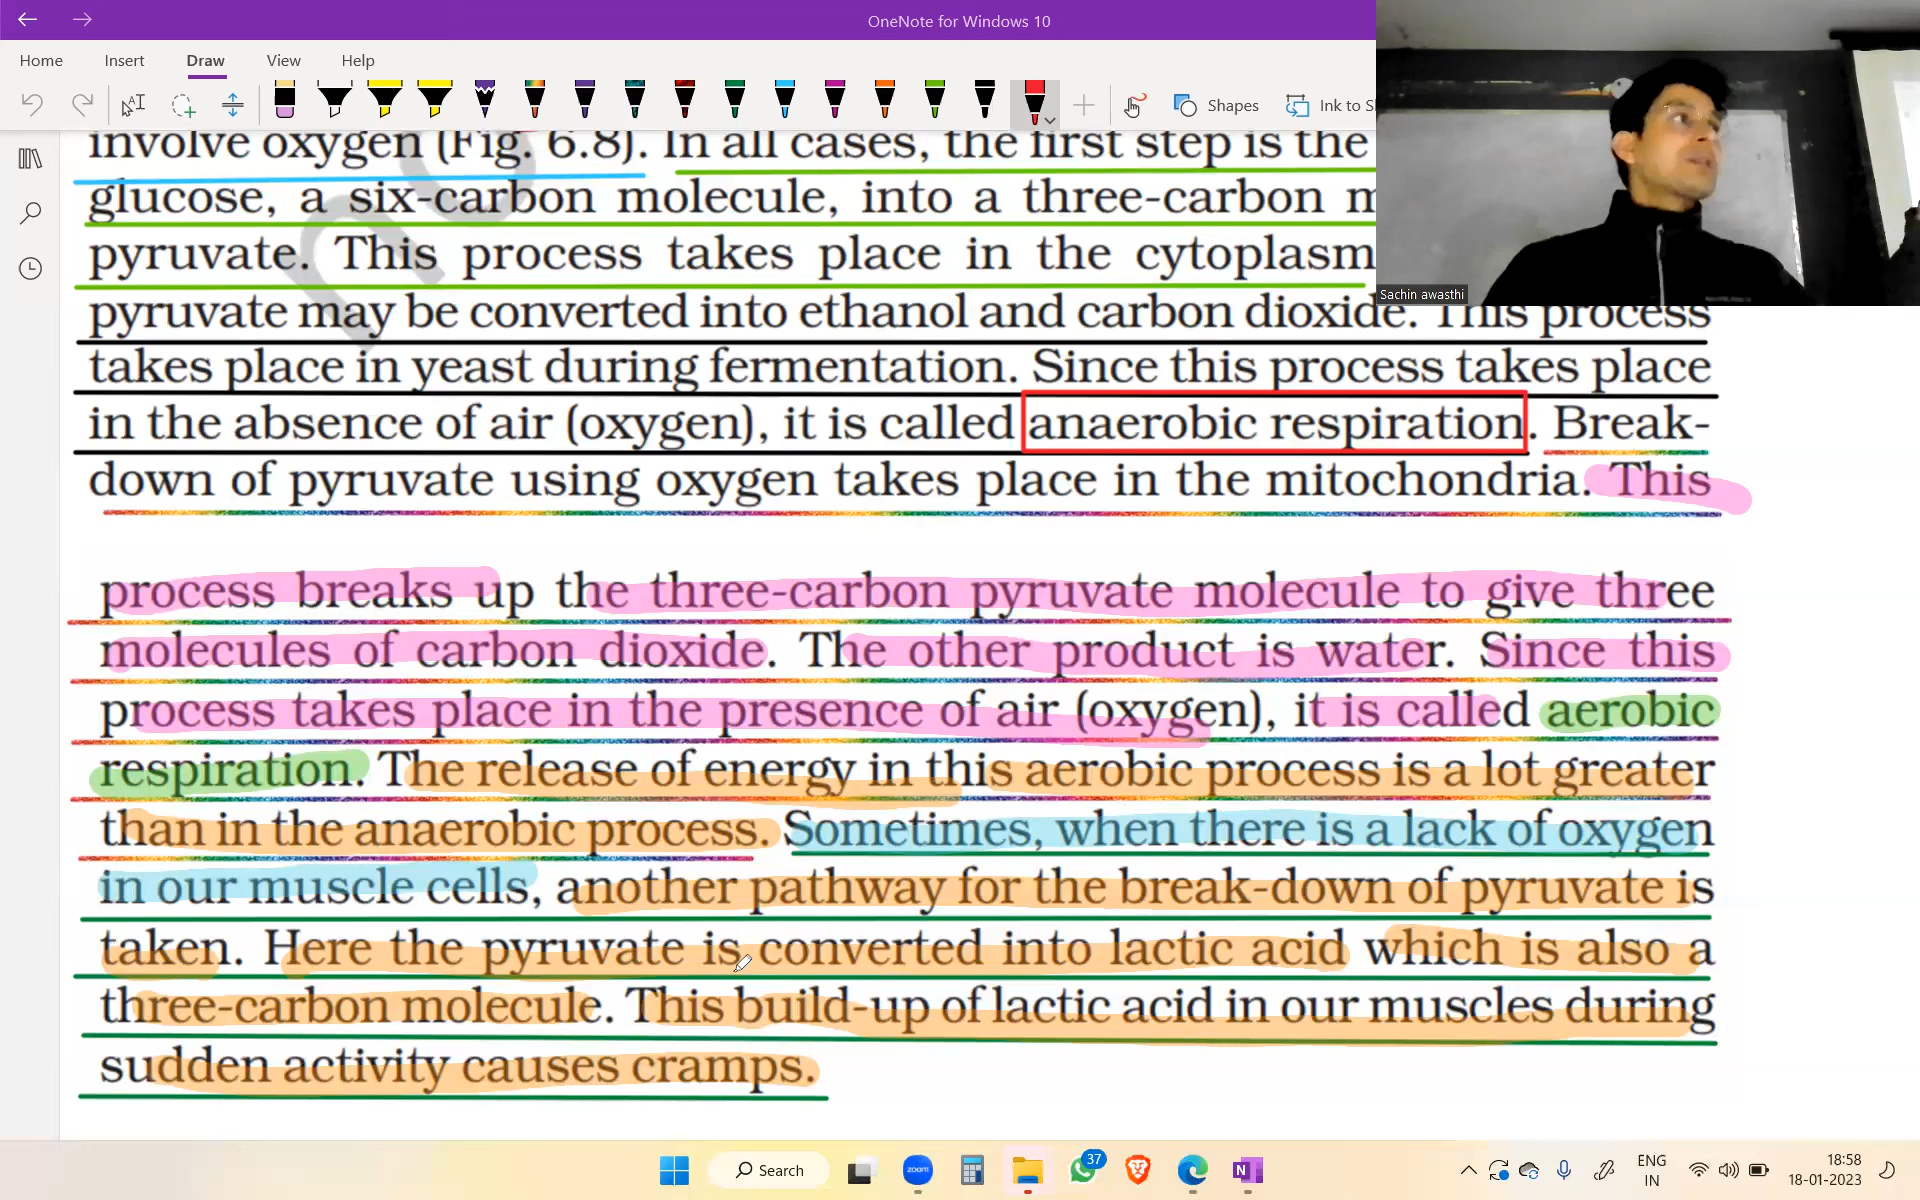 OneNote for Windows 10
Home Insert Draw View Help
Shapes Ink to S
involve oxygen (Fig. 6.8). In all cases, the first step is the
glucose, a six-carbon molecule, into a three-carbon m
pyruvate. This process takes place in the cytoplasm
Sachin awasthi
pyruvate may be converted into ethanol and carbon dioxide. This process
takes place in yeast during fermentation. Since this process takes place
in the absence of air (oxygen), it is called anaerobic respiration. Break-
down of pyruvate using oxygen takes place in the mitochondria. This
process breaks up the three-carbon pyruvate molecule to give three
molecules of carbon dioxide. The other product is water. Since this
process takes place in the presence of air (oxygen), it is called aerobic
respiration. The release of energy in this aerobic process is a lot greater
than in the anaerobic process. Sometimes, when there is a lack of oxygen
in our muscle cells, another pathway for the break-down of pyruvate is
taken. Here the pyruvate is converted into lactic acid which is also a
three-carbon molecule. This build-up of lactic acid in our muscles during
sudden activity causes cramps.
Search
zoom
37
N
ENG
IN
18:58
18-01-2023